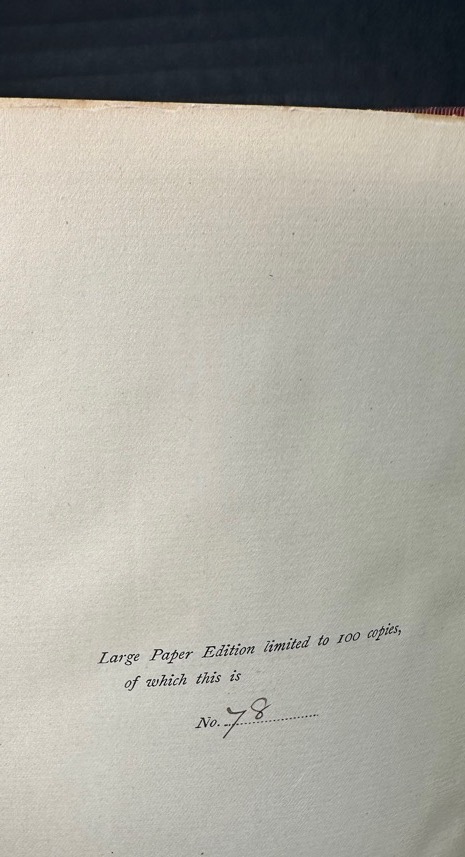 Large Paper Edition limited to 100 copies,
of which this is
No. 78